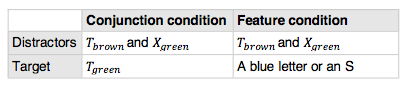 Conjunction condition Feature condition
Distractors T_brown and X_green T_brown and X_green
Target T_green A blue letter or an S